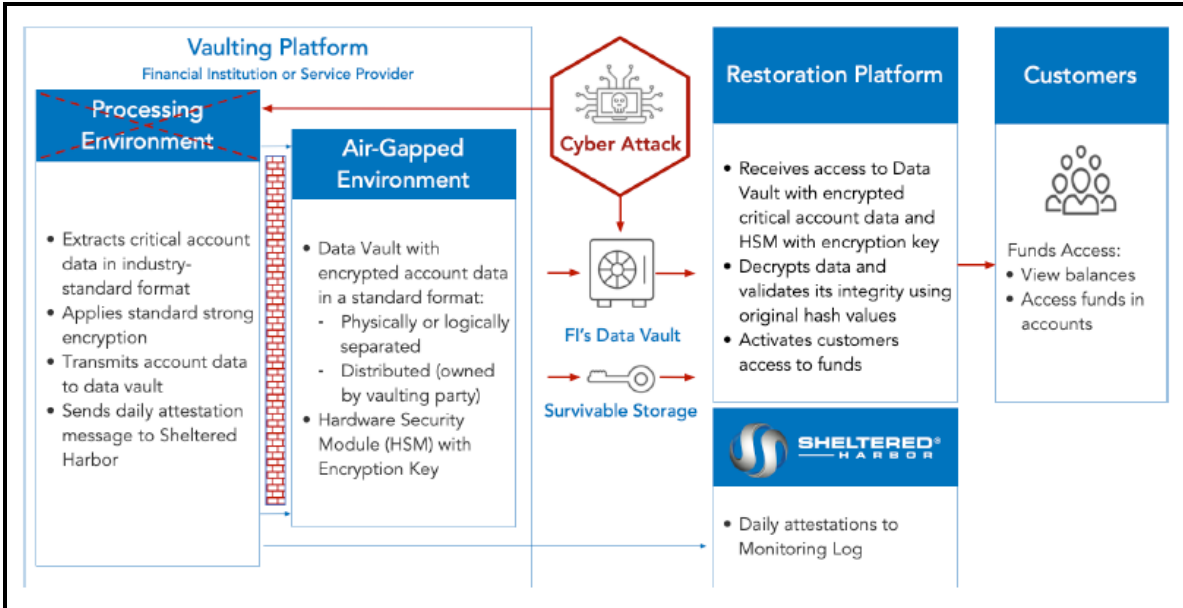 Vaulting Platform
Financial Institution or Service Provider
Processing
Environment
• Extracts critical account
data in industry-
standard format
• Applies standard strong
encryption
• Transmits account data
to data vault
• Sends daily attestation
message to Sheltered
Harbor
Air-Gapped
Environment
• Data Vault with
encrypted account data
in a standard format:
- Physically or logically
separated
- Distributed (owned
by vaulting party)
• Hardware Security
Module (HSM) with
Encryption Key
Cyber Attack
FI's Data Vault
Survivable Storage
Restoration Platform
• Receives access to Data
Vault with encrypted
critical account data and
HSM with encryption key
• Decrypts data and
validates its integrity using
original hash values
• Activates customers
access to funds
SHELTERED®
HARBOR
• Daily attestations to
Monitoring Log
Customers
Funds Access:
• View balances
• Access funds in
accounts